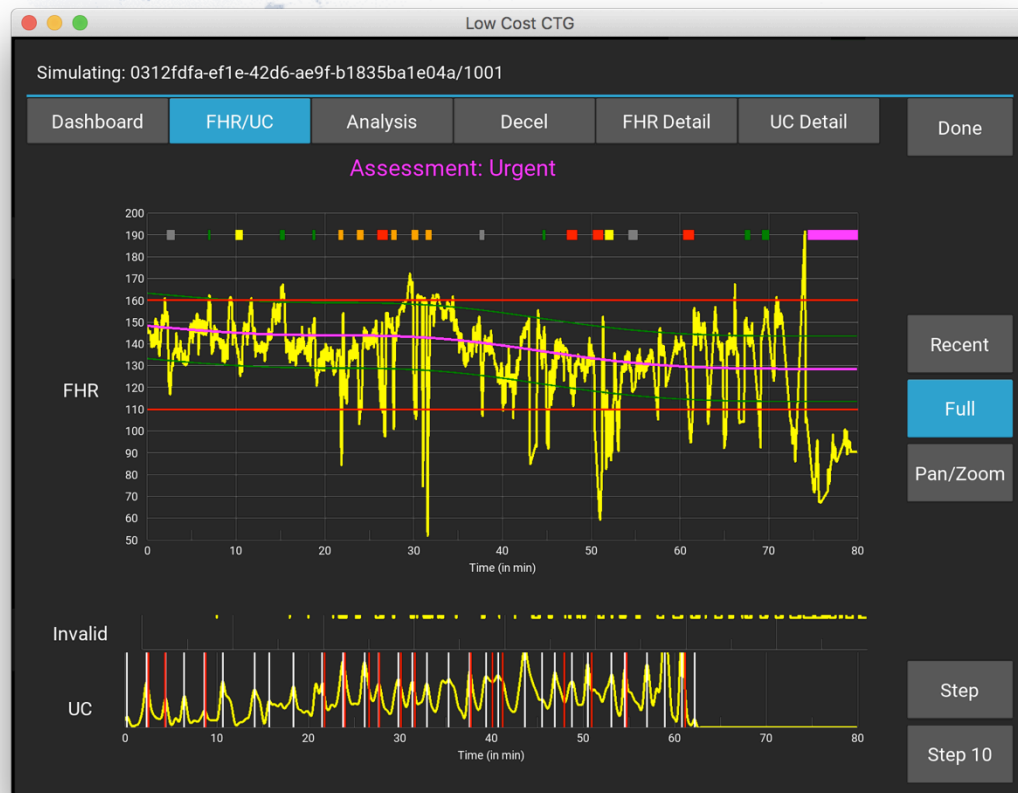 Low Cost CTG
Simulating: 0312fdfa-ef1e-42d6-ae9f-b1835ba1e04a/1001
Dashboard FHR/UC Analysis Decel FHR Detail UC Detail Done
Assessment: Urgent
200
190
180
170
160
150
140
130
120
110
100
90
80
70
60
50
FHR
0 10 20 30 40 50 60 70 80
Time (in min)
Recent
Full
Pan/Zoom
Invalid
UC
0 10 20 30 40 50 60 70 80
Time (in min)
Step
Step 10